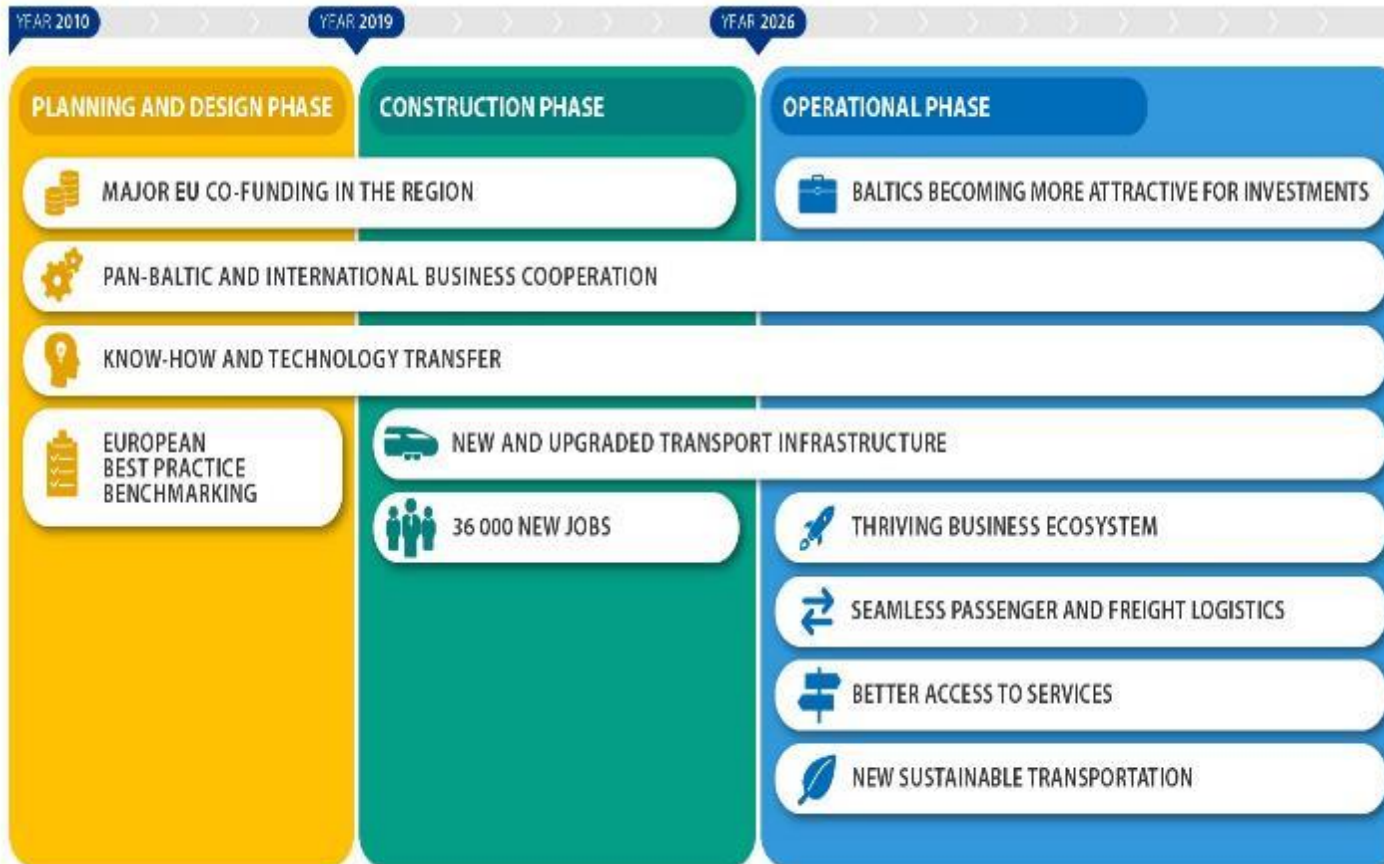 YEAR 2010
YEAR 2019
YEAR 2026
PLANNING AND DESIGN PHASE
CONSTRUCTION PHASE
OPERATIONAL PHASE
MAJOR EU CO-FUNDING IN THE REGION
BALTICS BECOMING MORE ATTRACTIVE FOR INVESTMENTS
PAN-BALTIC AND INTERNATIONAL BUSINESS COOPERATION
KNOW-HOW AND TECHNOLOGY TRANSFER
EUROPEAN
BEST PRACTICE
BENCHMARKING
NEW AND UPGRADED TRANSPORT INFRASTRUCTURE
36 000 NEW JOBS
THRIVING BUSINESS ECOSYSTEM
SEAMLESS PASSENGER AND FREIGHT LOGISTICS
BETTER ACCESS TO SERVICES
NEW SUSTAINABLE TRANSPORTATION